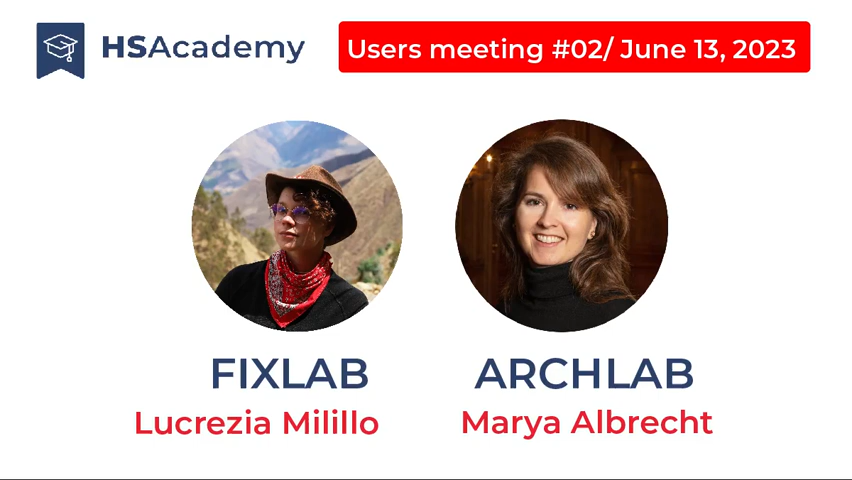 HSAcademy
Users meeting #02/ June 13, 2023
FIXLAB
Lucrezia Milillo
ARCHLAB
Marya Albrecht